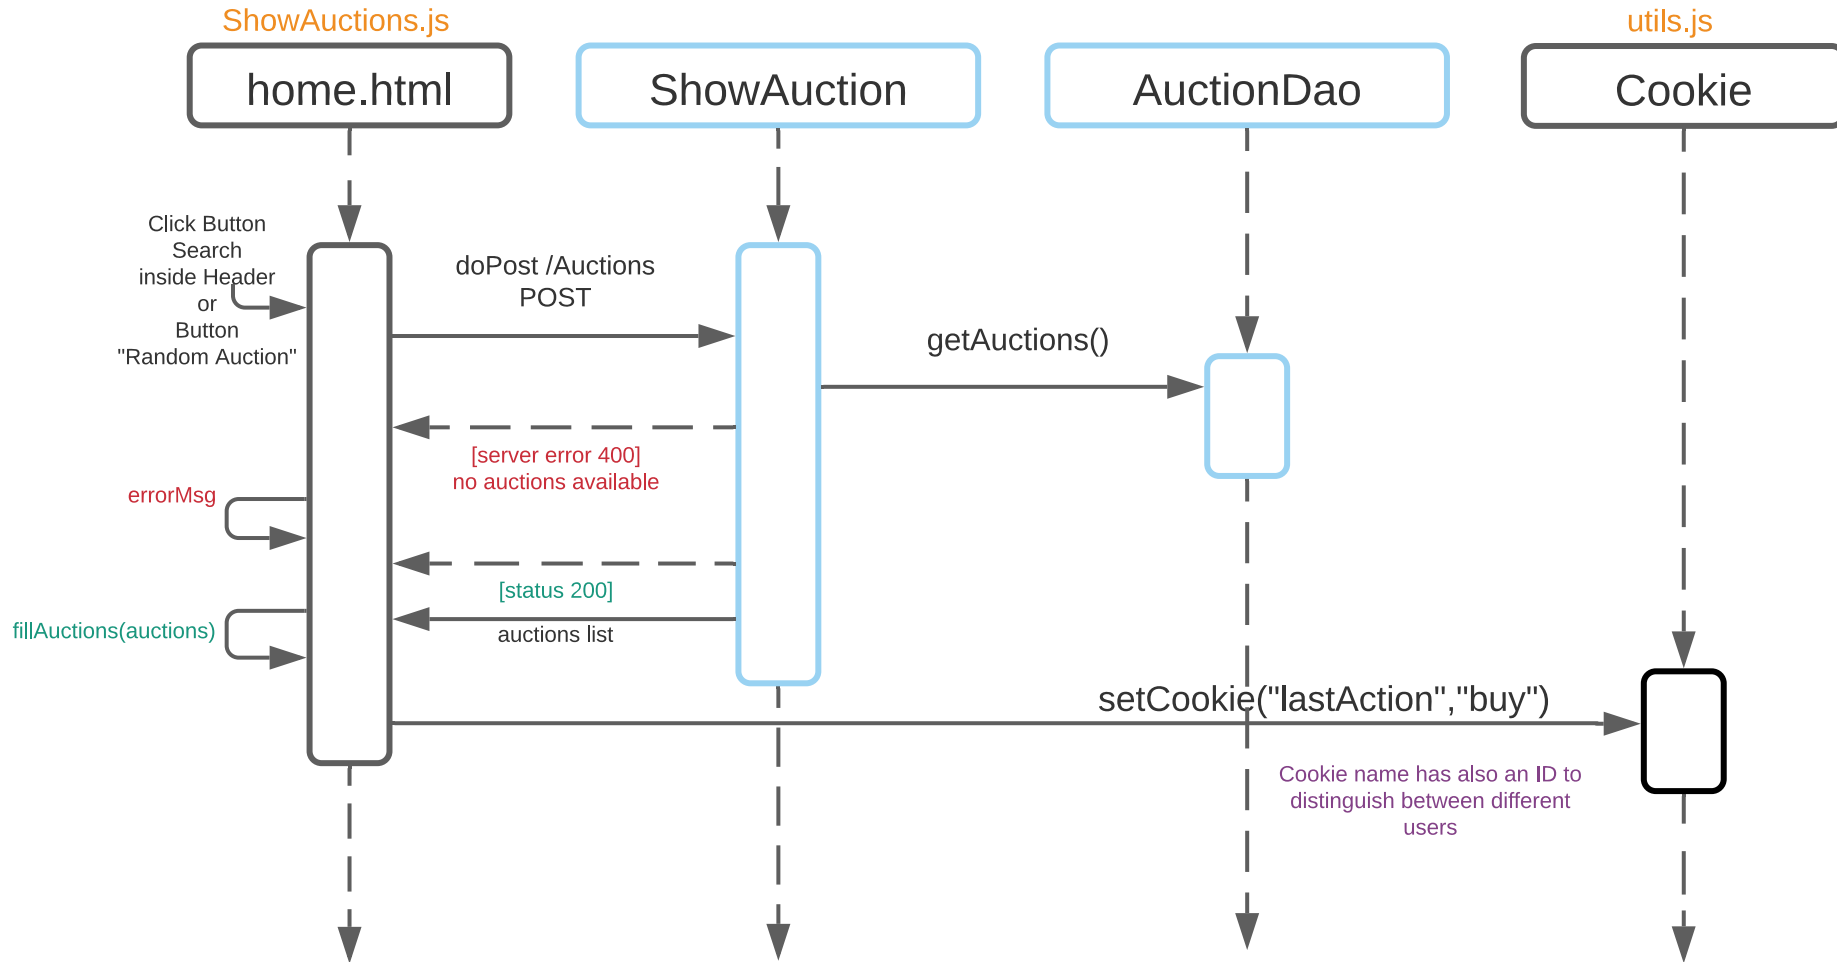 ShowAuctions.js
utils.js
home.html
ShowAuction
AuctionDao
Cookie
Click Button
Search
inside Header
or
Button
"Random Auction"
doPost /Auctions
POST
getAuctions()
[server error 400]
no auctions available
errorMsg
[status 200]
fillAuctions(auctions)
auctions list
setCookie("lastAction","buy")
Cookie name has also an ID to
distinguish between different
users